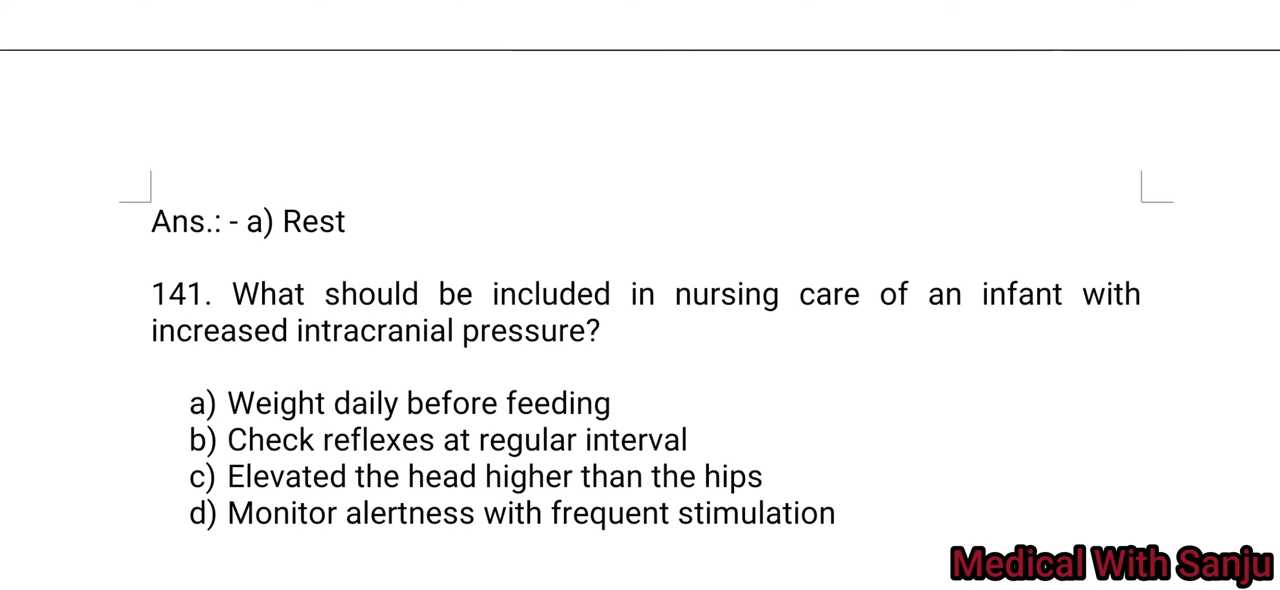 Ans.: - a) Rest
141. What should be included in nursing care of an infant with
increased intracranial pressure?
a) Weight daily before feeding
b) Check reflexes at regular interval
c) Elevated the head higher than the hips
d) Monitor alertness with frequent stimulation
Medical With Sanju